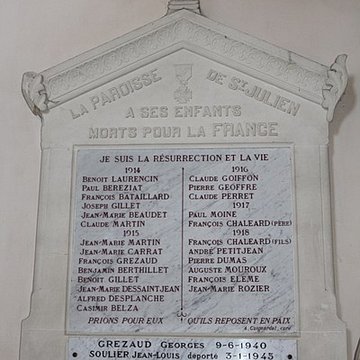 LA PAROISSE DE ST JULIEN
A SES ENFANTS
MORTS POUR LA FRANCE
JE SUIS LA RÉSURRECTION ET LA VIE
1914
BENOIT LAURENCIN
PAUL BEREZIAT
FRANÇOIS BATAILLARD
JOSEPH GILLET
JEAN-MARIE BEAUDET
CLAUDE MARTIN
1915
JEAN-MARIE MARTIN
JEAN-MARIE CARRAT
FRANÇOIS GREZAUD
BENJAMIN BERTHILLET
BENOIT GILLET
JEAN-MARIE DESSAINTJEAN
ALFRED DESPLANCHE
CASIMIR BELZA
1916
CLAUDE GOIFFON
PIERRE GEOFFRE
CLAUDE PERRET
1917
PAUL MOINE
FRANÇOIS CHALEARD (PÈRE)
1918
FRANÇOIS CHALEARD (FILS)
ANDRÉ PETITJEAN
PIERRE DUMAS
AUGUSTE MOUROUX
FRANÇOIS ELEME
JEAN-MARIE ROZIER
PRIONS POUR EUX QU'ILS REPOSENT EN PAIX
GREZAUD GEORGES 9-6-1940
SOULIER JEAN-LOUIS déporté 3-1-1945